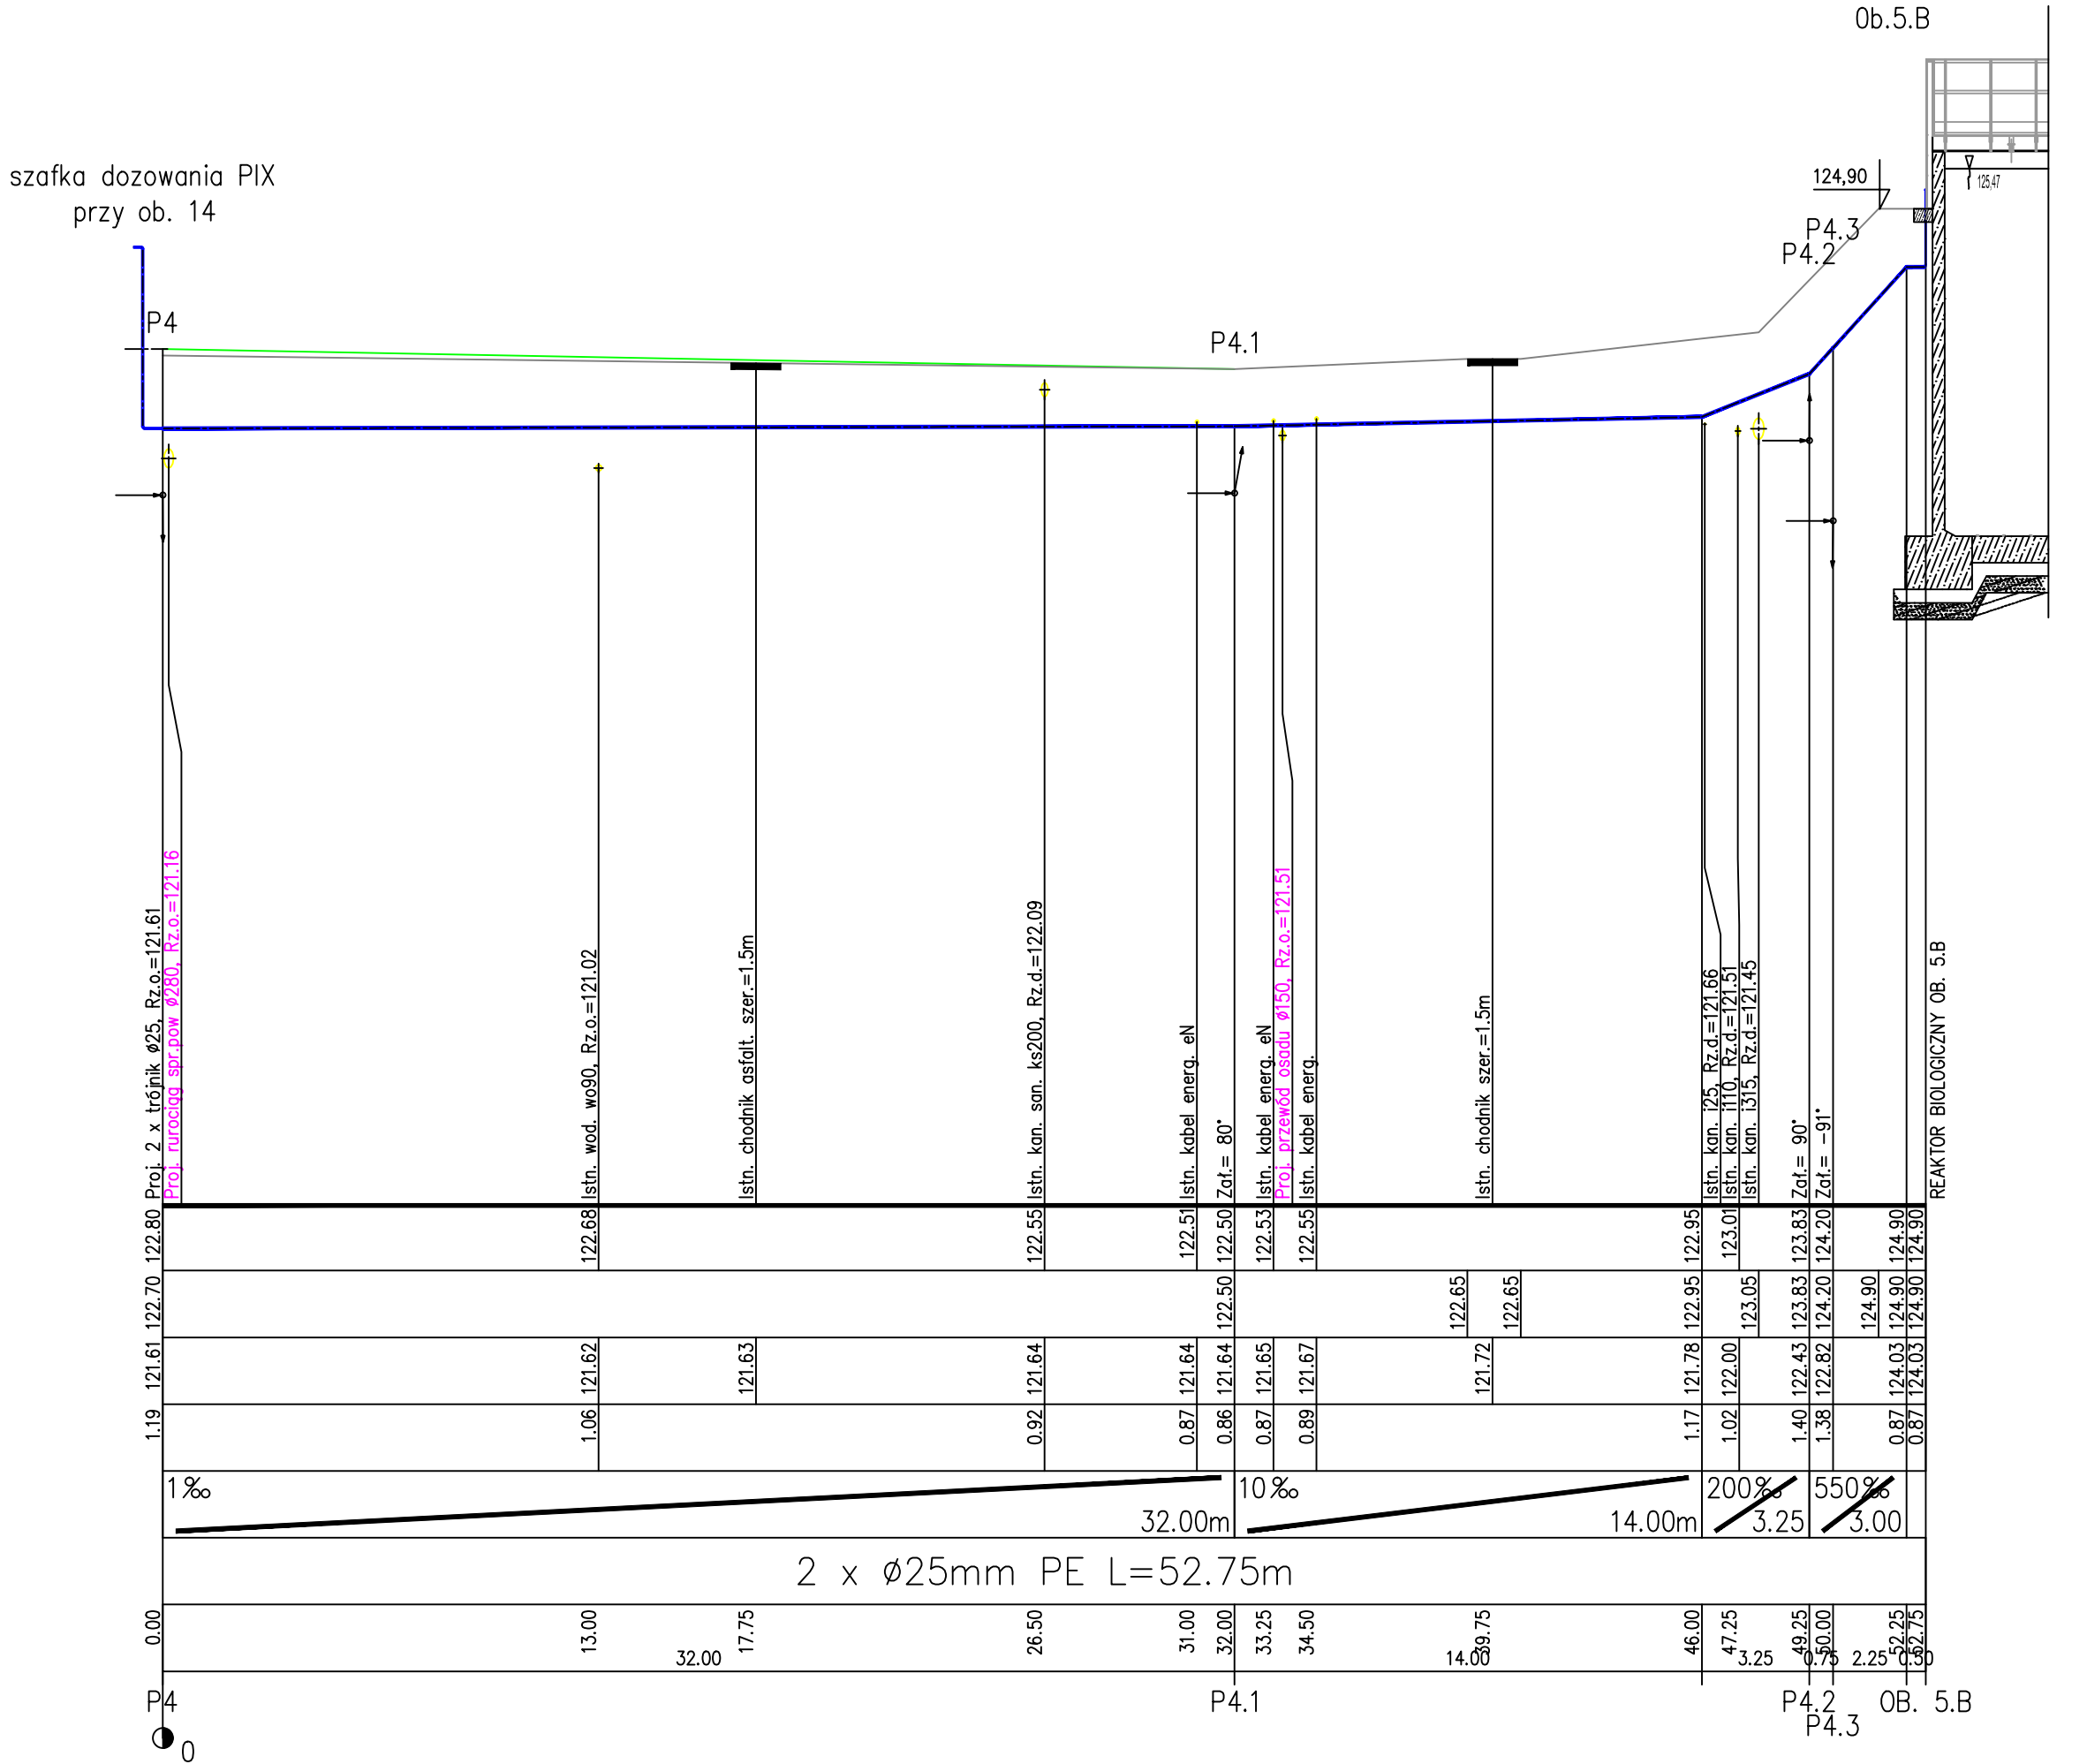 Ob.5.B
szafka dozowania PIX
przy ob. 14
124,90
125,47
P4.3
P4.2
P4
P4.1
Proj. 2 x trójnik ø25, Rz.o.=121.61
Proj. rurociąg spr.pow ø280, Rz.o.=121.16
Istn. wod. wo90, Rz.o.=121.02
Istn. chodnik asfalt. szer.=1.5m
Istn. kan. san. ks200, Rz.d.=122.09
Istn. kabel energ. eN
Zał.= 80°
Istn. kabel energ. eN
Proj. przewód osadu ø150, Rz.o.=121.51
Istn. kabel energ.
Istn. chodnik szer.=1.5m
Istn. kan. i25, Rz.d.=121.66
Istn. kan. i110, Rz.d.=121.51
Istn. kan. i315, Rz.d.=121.45
Zał.= 90°
Zał.= -91°
REAKTOR BIOLOGICZNY OB. 5.B
122.80 122.68 122.55 122.51 122.50 122.53 122.55 122.95 123.01 123.83 124.20 124.90 124.90
122.70 122.50 122.65 122.65 122.95 123.05 123.83 124.20 124.90 124.90 124.90
121.61 121.62 121.63 121.64 121.64 121.64 121.65 121.67 121.72 121.78 122.00 122.43 122.82 124.03 124.03
1.19 1.06 0.92 0.87 0.86 0.87 0.89 1.17 1.02 1.40 1.38 0.87 0.87
1‰ 10‰ 200‰ 550‰
32.00m 14.00m 3.25 3.00
2 x ø25mm PE L=52.75m
0.00 13.00 17.75 26.50 31.00 32.00 33.25 34.50 39.75 46.00 47.25 49.25 50.00 52.25 52.75
32.00 14.00 3.25 0.75 2.25 0.50
P4 P4.1 P4.2 OB. 5.B
P4.3
0